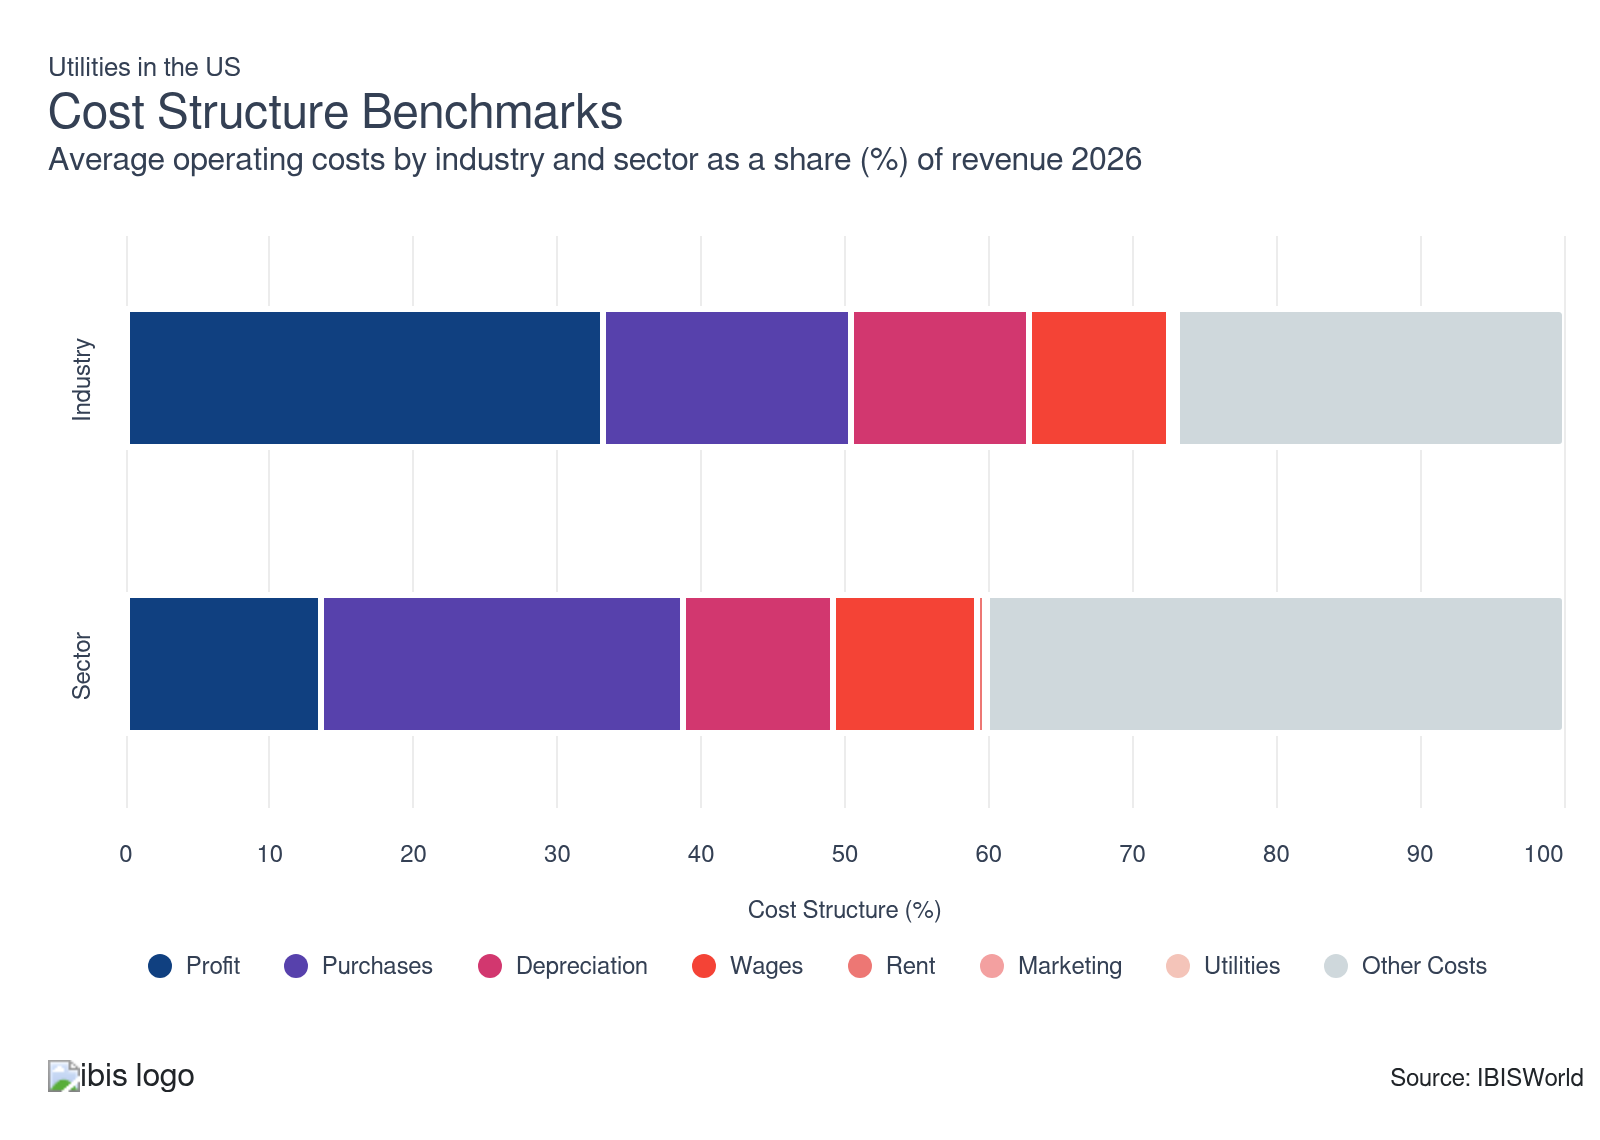 Utilities in the US
Cost Structure Benchmarks
Average operating costs by industry and sector as a share (%) of revenue 2026
Industry
Sector
0 10 20 30 40 50 60 70 80 90 100
Cost Structure (%)
Profit Purchases Depreciation Wages Rent Marketing Utilities Other Costs
ibis logo
Source: IBISWorld